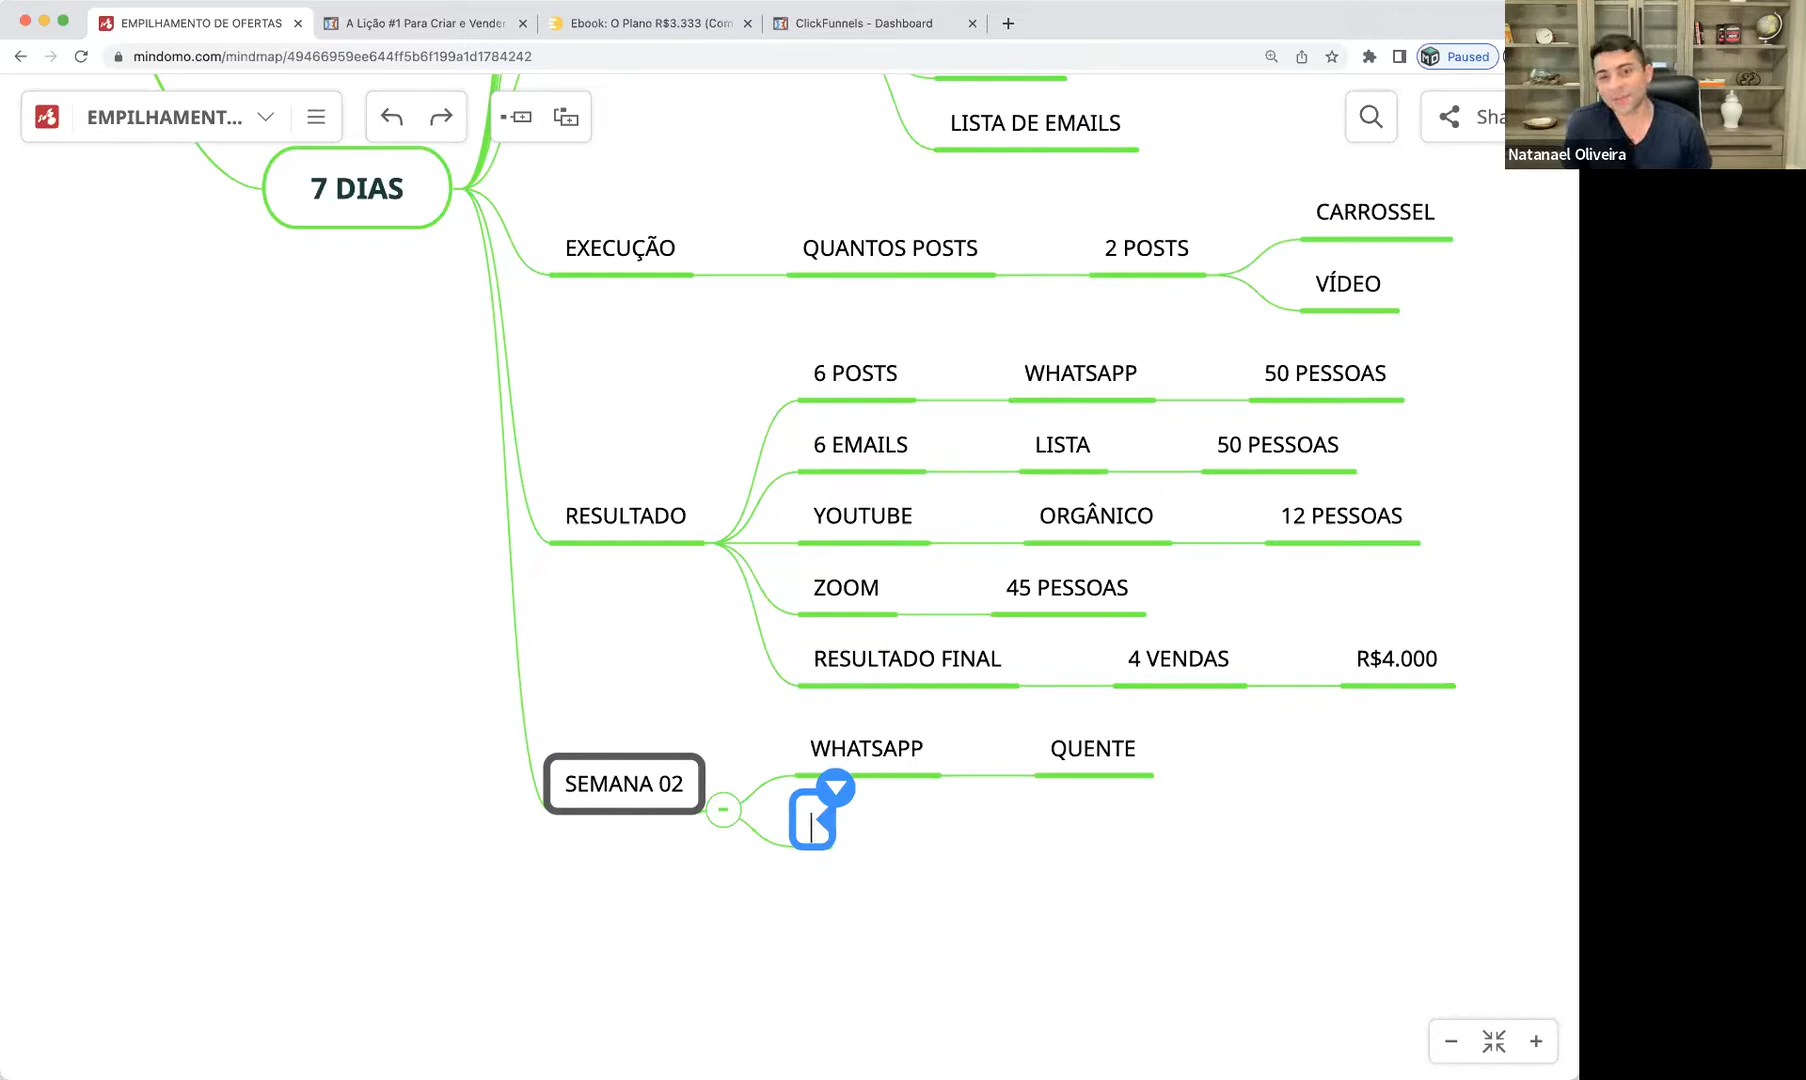 EMPILHAMENTO DE OFERTAS
A Lição #1 Para Criar e Vender
Ebook: O Plano R$3.333 (Com
ClickFunnels - Dashboard
mindomo.com/mindmap/49466959ee644ff5b6f199a1d1784242
Paused
EMPILHAMENT...
Sha
Natanael Oliveira
LISTA DE EMAILS
7 DIAS
EXECUÇÃO
QUANTOS POSTS
2 POSTS
CARROSSEL
VÍDEO
RESULTADO
6 POSTS
WHATSAPP
50 PESSOAS
6 EMAILS
LISTA
50 PESSOAS
YOUTUBE
ORGÂNICO
12 PESSOAS
ZOOM
45 PESSOAS
RESULTADO FINAL
4 VENDAS
R$4.000
SEMANA 02
WHATSAPP
QUENTE